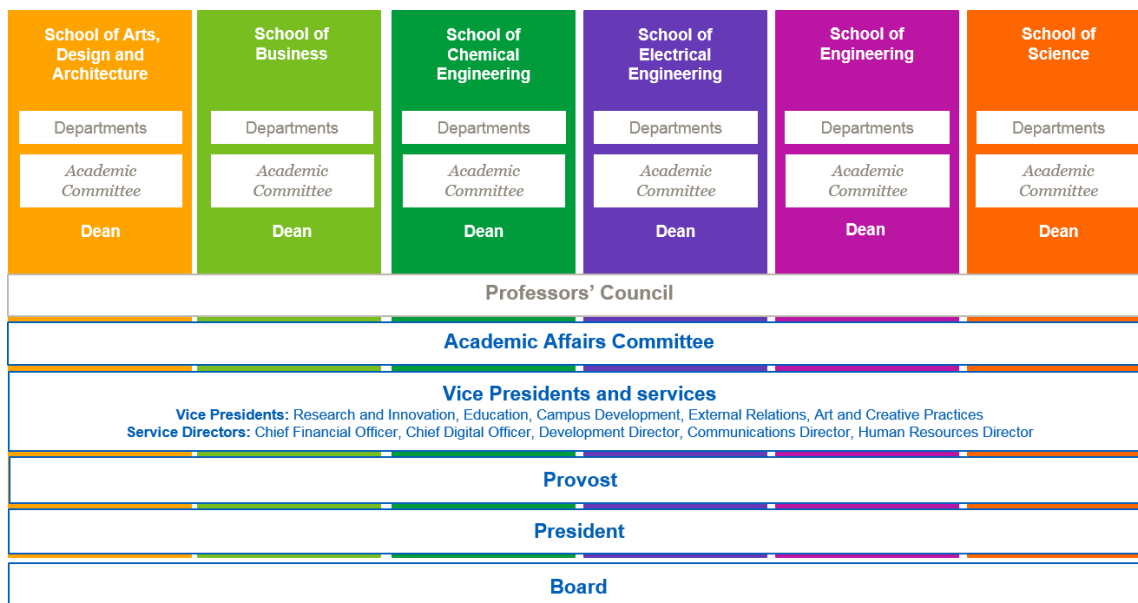 School of Arts,
Design and
Architecture
Departments
Academic
Committee
Dean
School of
Business
Departments
Academic
Committee
Dean
School of
Chemical
Engineering
Departments
Academic
Committee
Dean
School of
Electrical
Engineering
Departments
Academic
Committee
Dean
School of
Engineering
Departments
Academic
Committee
Dean
School of
Science
Departments
Academic
Committee
Dean
Professors’ Council
Academic Affairs Committee
Vice Presidents and services
Vice Presidents: Research and Innovation, Education, Campus Development, External Relations, Art and Creative Practices
Service Directors: Chief Financial Officer, Chief Digital Officer, Development Director, Communications Director, Human Resources Director
Provost
President
Board